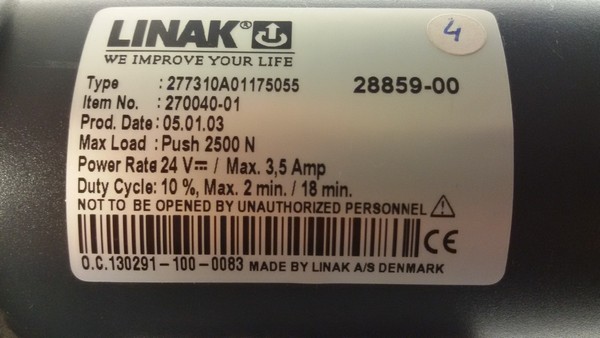 LINAK®
4
WE IMPROVE YOUR LIFE
Type : 277310A01175055 28859-00
Item No. : 270040-01
Prod. Date : 05.01.03
Max Load : Push 2500 N
Power Rate 24 V⎓ / Max. 3,5 Amp
Duty Cycle: 10 %, Max. 2 min. / 18 min.
NOT TO BE OPENED BY UNAUTHORIZED PERSONNEL ⚠
CE
O.C.130291-100-0083 MADE BY LINAK A/S DENMARK